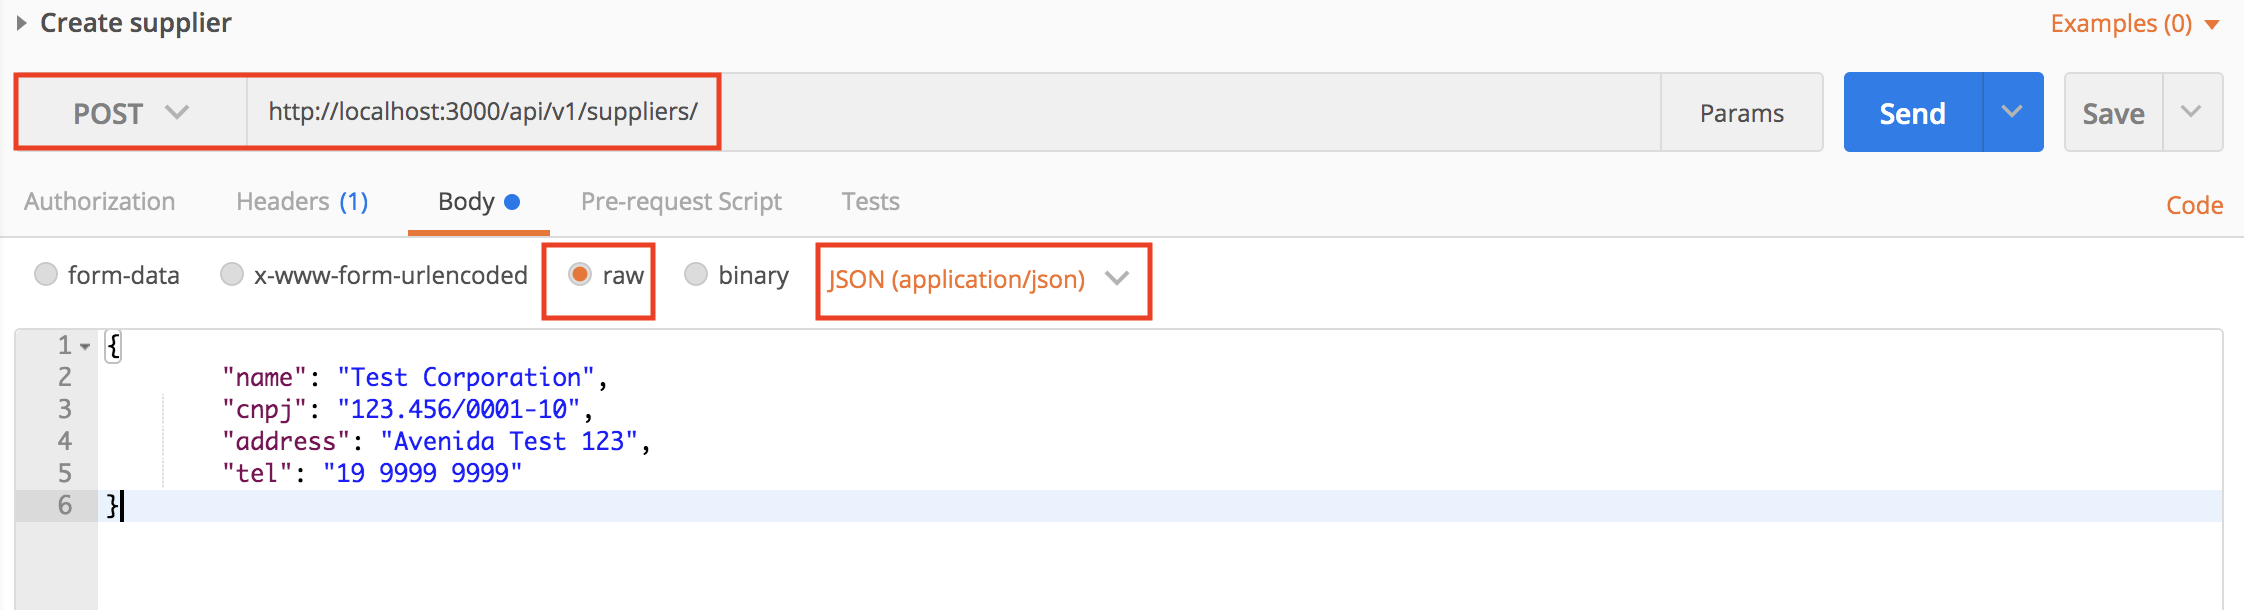 Create supplier
Examples (0)
POST http://localhost:3000/api/v1/suppliers/ Params Send Save
Authorization Headers (1) Body Pre-request Script Tests Code
form-data x-www-form-urlencoded raw binary JSON (application/json)
1 {
2 "name": "Test Corporation",
3 "cnpj": "123.456/0001-10",
4 "address": "Avenida Test 123",
5 "tel": "19 9999 9999"
6 }